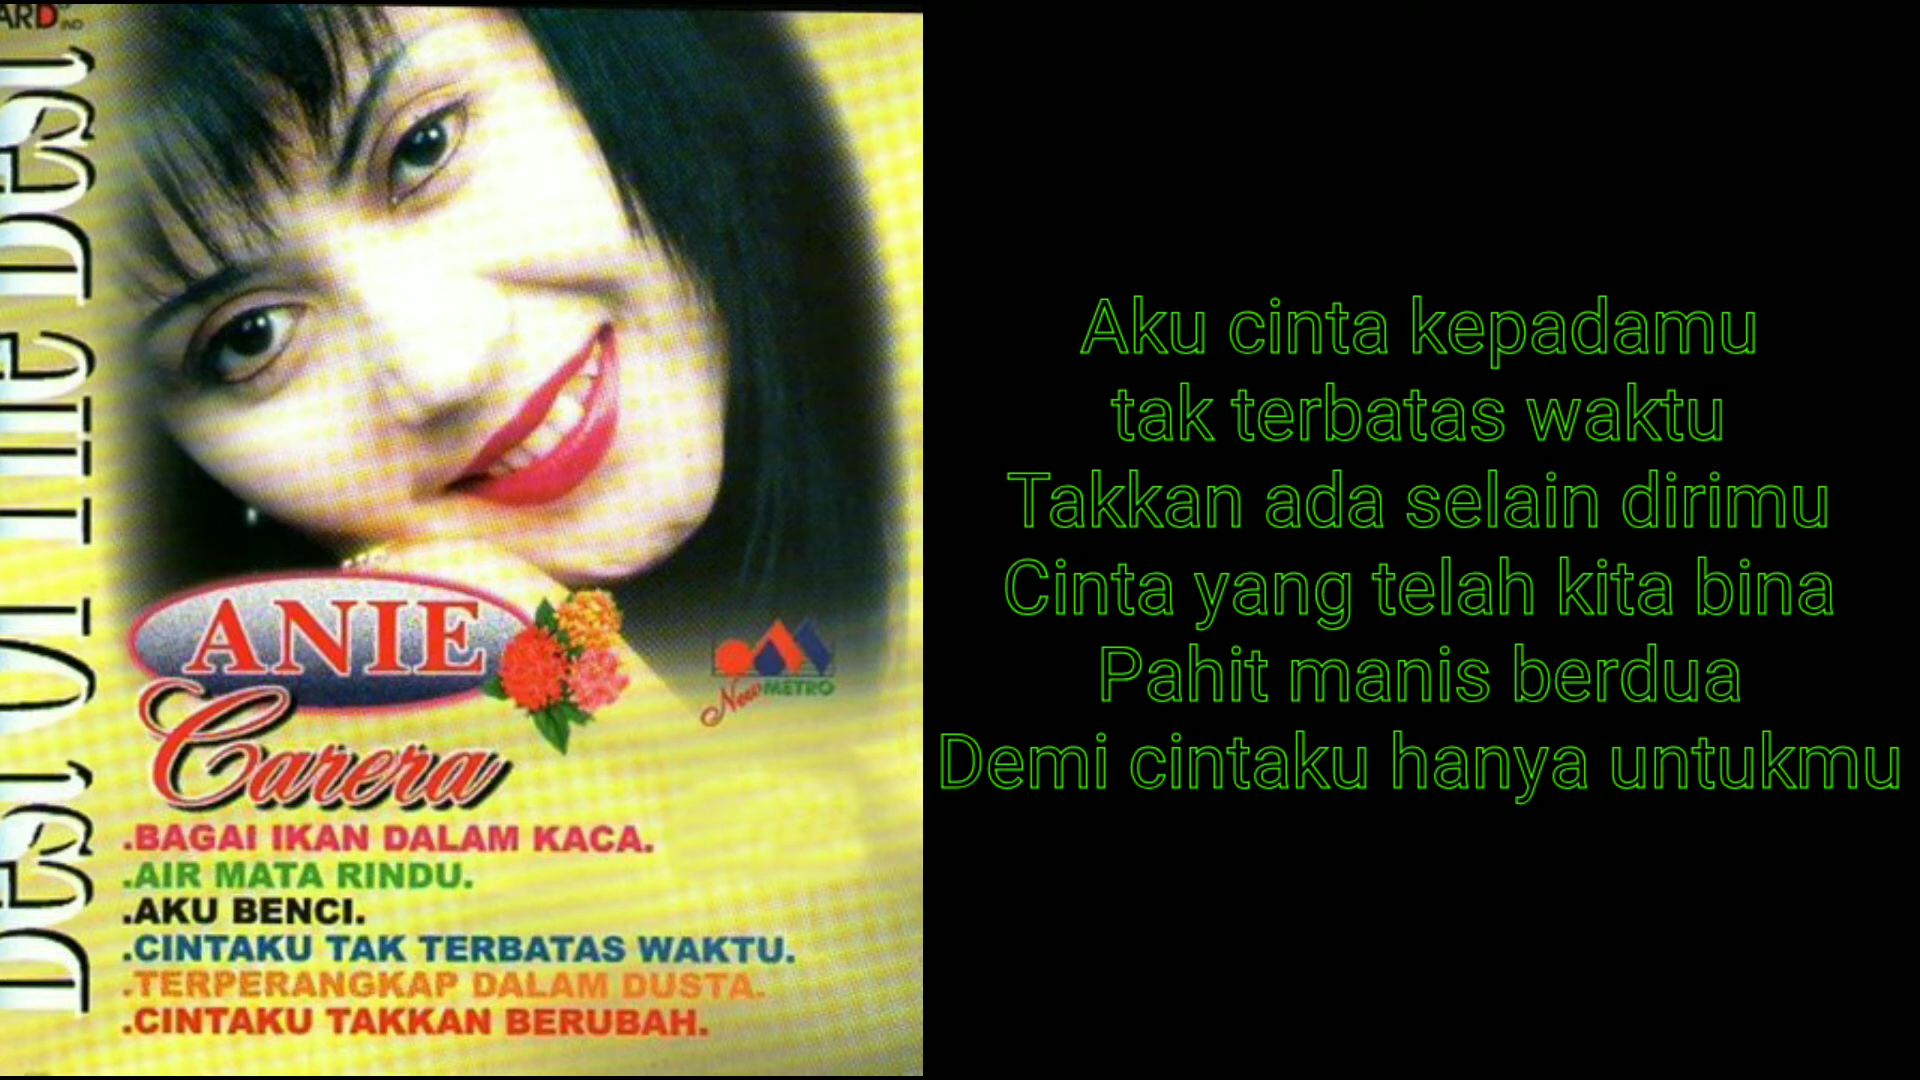 Best Of The Best
ANIE
Carera
New METRO
.BAGAI IKAN DALAM KACA.
.AIR MATA RINDU.
.AKU BENCI.
.CINTAKU TAK TERBATAS WAKTU.
.TERPERANGKAP DALAM DUSTA.
.CINTAKU TAKKAN BERUBAH.
Aku cinta kepadamu
tak terbatas waktu
Takkan ada selain dirimu
Cinta yang telah kita bina
Pahit manis berdua
Demi cintaku hanya untukmu